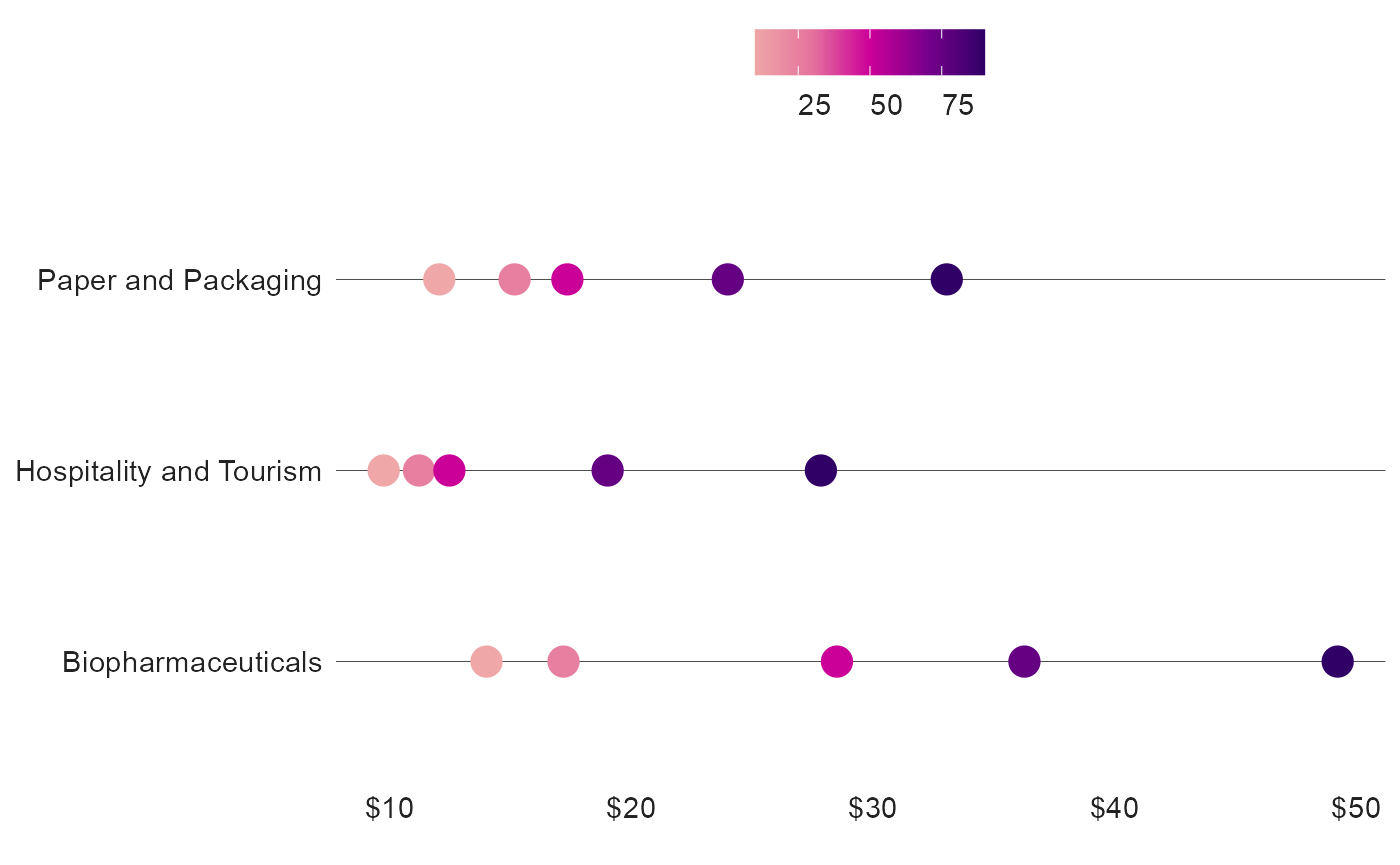 25 50 75
Paper and Packaging
Hospitality and Tourism
Biopharmaceuticals
$10 $20 $30 $40 $50